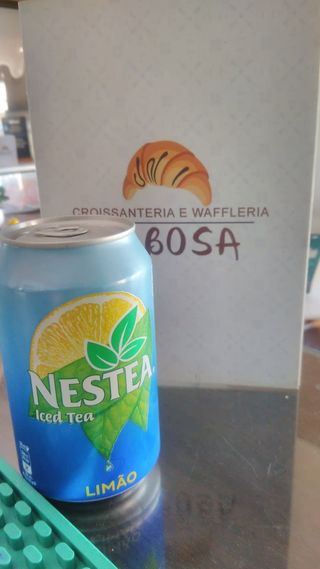 CROISSANTERIA E WAFFLERIA
BOSA
NESTEA
Iced Tea
LIMÃO